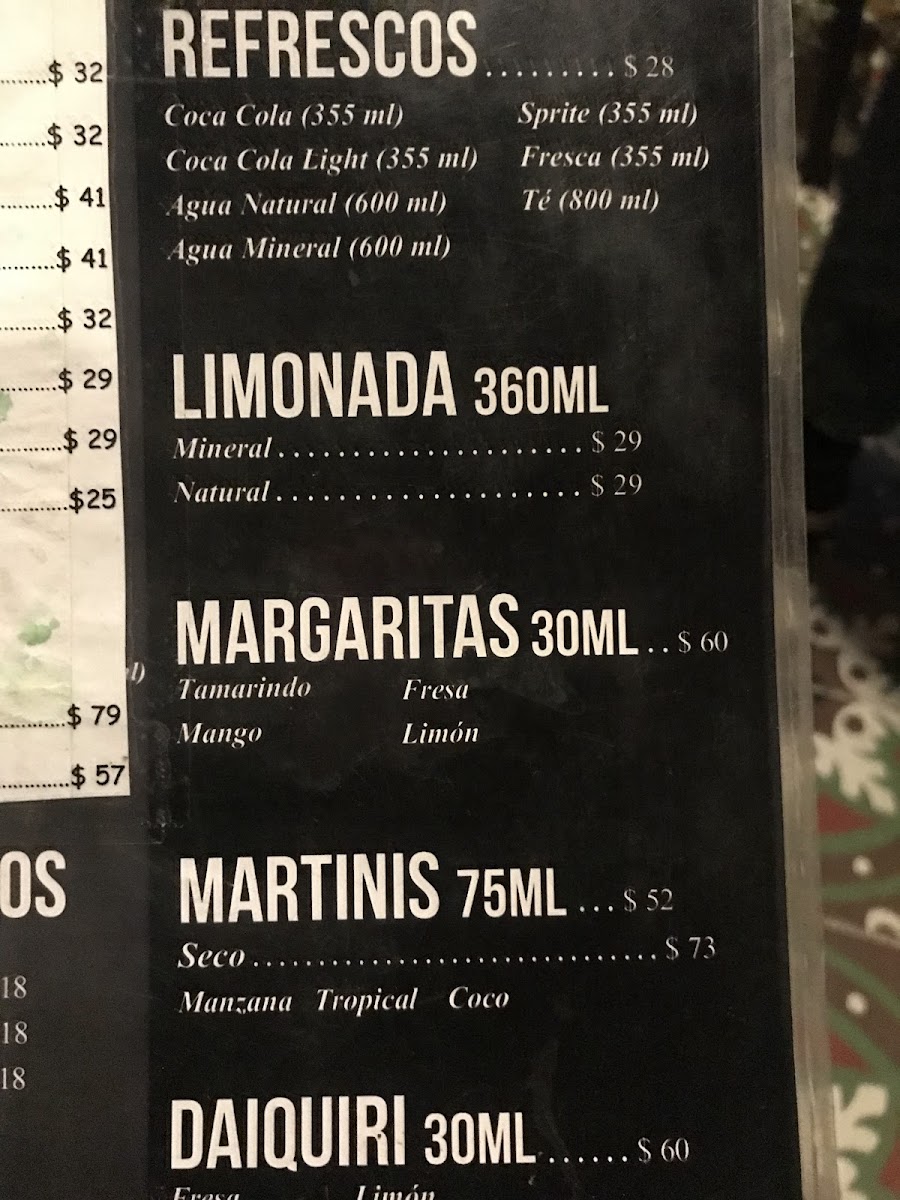 ..........$ 32
..........$ 32
..........$ 41
..........$ 41
..........$ 32
..........$ 29
..........$ 29
..........$25
..........$ 79
..........$ 57
OS
18
18
18
REFRESCOS.........$ 28
Coca Cola (355 ml) Sprite (355 ml)
Coca Cola Light (355 ml) Fresca (355 ml)
Agua Natural (600 ml) Té (800 ml)
Agua Mineral (600 ml)
LIMONADA 360ML
Mineral......................$ 29
Natural......................$ 29
MARGARITAS 30ML..$ 60
Tamarindo Fresa
Mango Limón
MARTINIS 75ML...$ 52
Seco................................$ 73
Manzana Tropical Coco
DAIQUIRI 30ML......$ 60
Fresa Limón